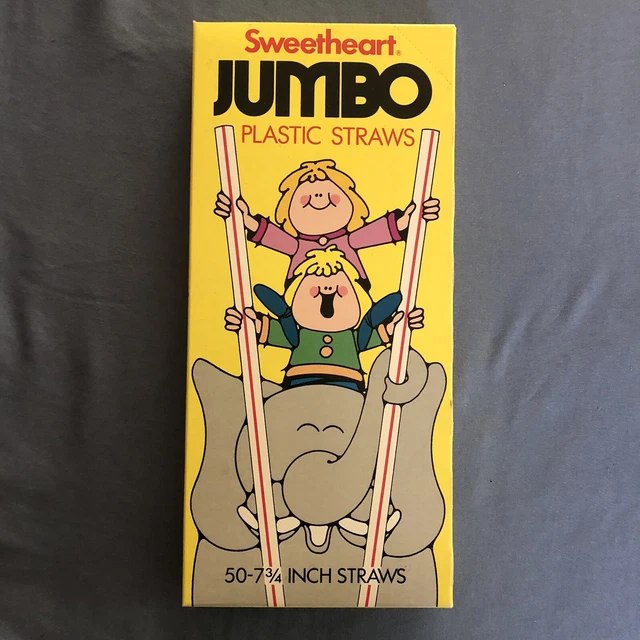 Sweetheart®
JUMBO
PLASTIC STRAWS
50-7¾ INCH STRAWS